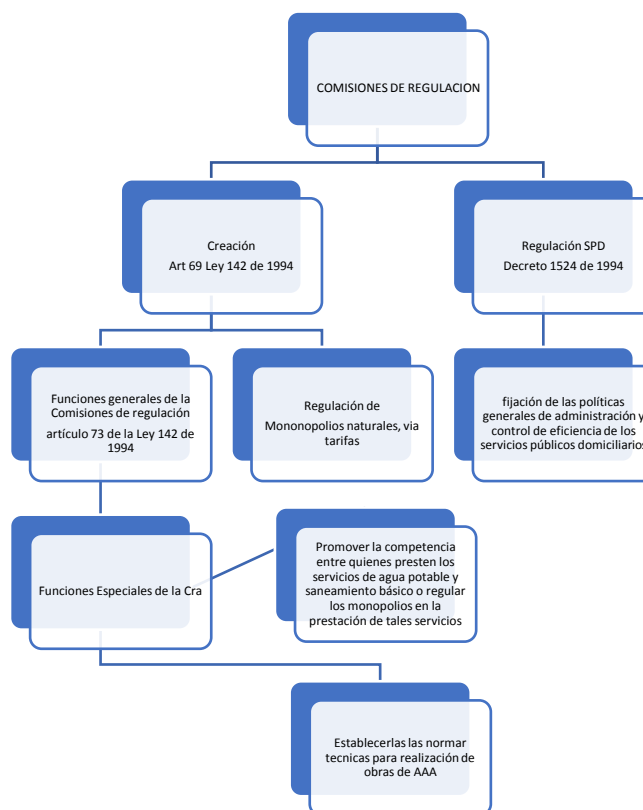 COMISIONES DE REGULACION
Creación
Art 69 Ley 142 de 1994
Regulación SPD
Decreto 1524 de 1994
Funciones generales de la
Comisiones de regulación
artículo 73 de la Ley 142 de
1994
Regulación de
Mononopolios naturales, via
tarifas
fijación de las políticas
generales de administración y
control de eficiencia de los
servicios públicos domiciliarios
Funciones Especiales de la Cra
Promover la competencia
entre quienes presten los
servicios de agua potable y
saneamiento básico o regular
los monopolios en la
prestación de tales servicios
Establecerlas las normar
tecnicas para realización de
obras de AAA